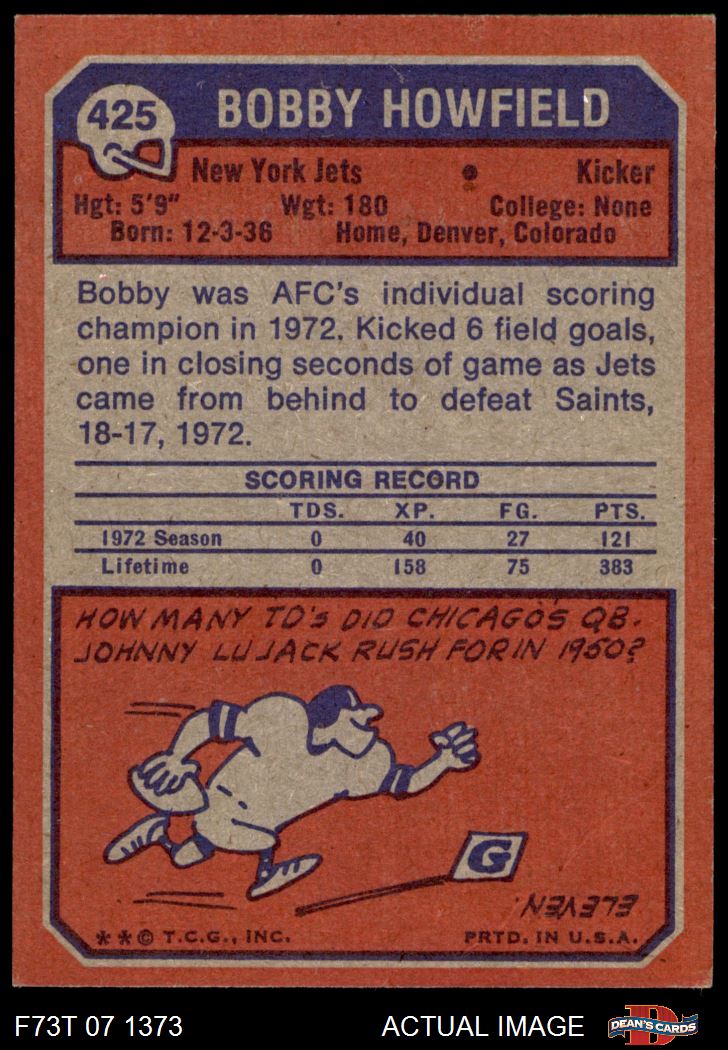 425
BOBBY HOWFIELD
New York Jets • Kicker
Hgt: 5'9" Wgt: 180 College: None
Born: 12-3-36 Home, Denver, Colorado
Bobby was AFC's individual scoring
champion in 1972. Kicked 6 field goals,
one in closing seconds of game as Jets
came from behind to defeat Saints,
18-17, 1972.
SCORING RECORD
TDS. XP. FG. PTS.
1972 Season 0 40 27 121
Lifetime 0 158 75 383
HOW MANY TD'S DID CHICAGO'S QB.
JOHNNY LUJACK RUSH FOR IN 1950?
G
ELEVEN.
**© T.C.G., INC. PRTD. IN U.S.A.
F73T 07 1373 ACTUAL IMAGE
D
DEAN'S CARDS